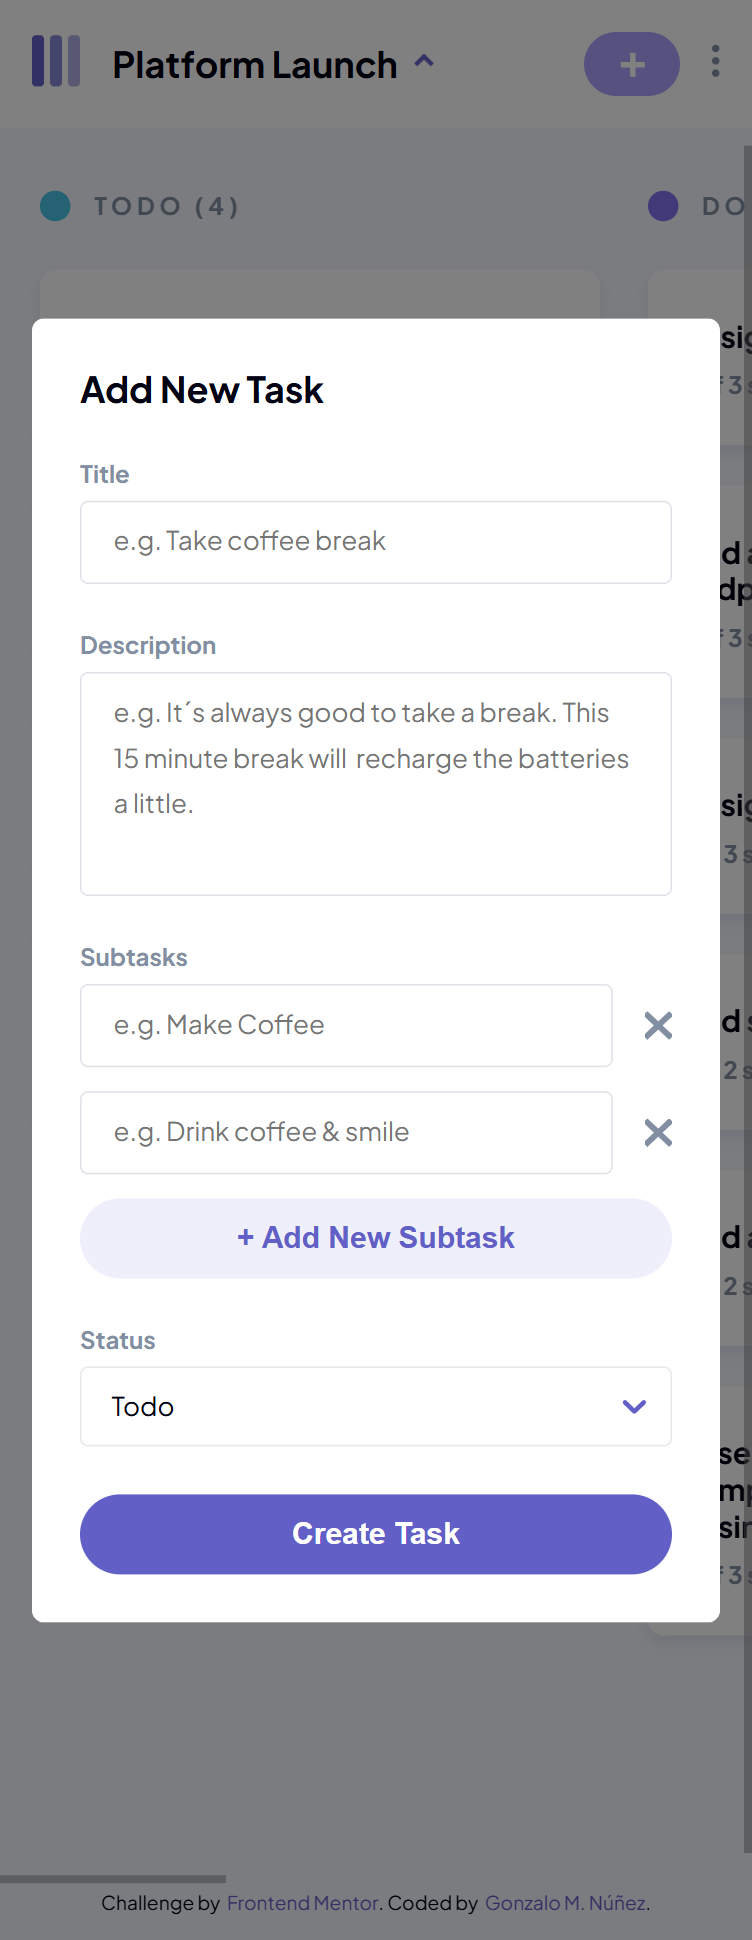 Platform Launch
TODO (4)
DO
Add New Task
Title
e.g. Take coffee break
Description
e.g. It´s always good to take a break. This
15 minute break will  recharge the batteries
a little.
Subtasks
e.g. Make Coffee
e.g. Drink coffee & smile
+ Add New Subtask
Status
Todo
Create Task
Challenge by Frontend Mentor. Coded by Gonzalo M. Núñez.